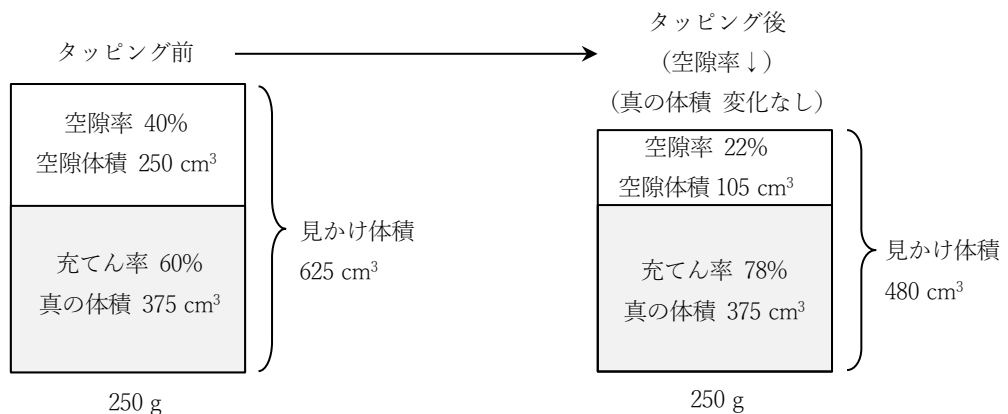 タッピング前
空隙率 40%
空隙体積 250 cm³
充てん率 60%
真の体積 375 cm³
見かけ体積
625 cm³
250 g
タッピング後
（空隙率↓）
（真の体積 変化なし）
空隙率 22%
空隙体積 105 cm³
充てん率 78%
真の体積 375 cm³
見かけ体積
480 cm³
250 g